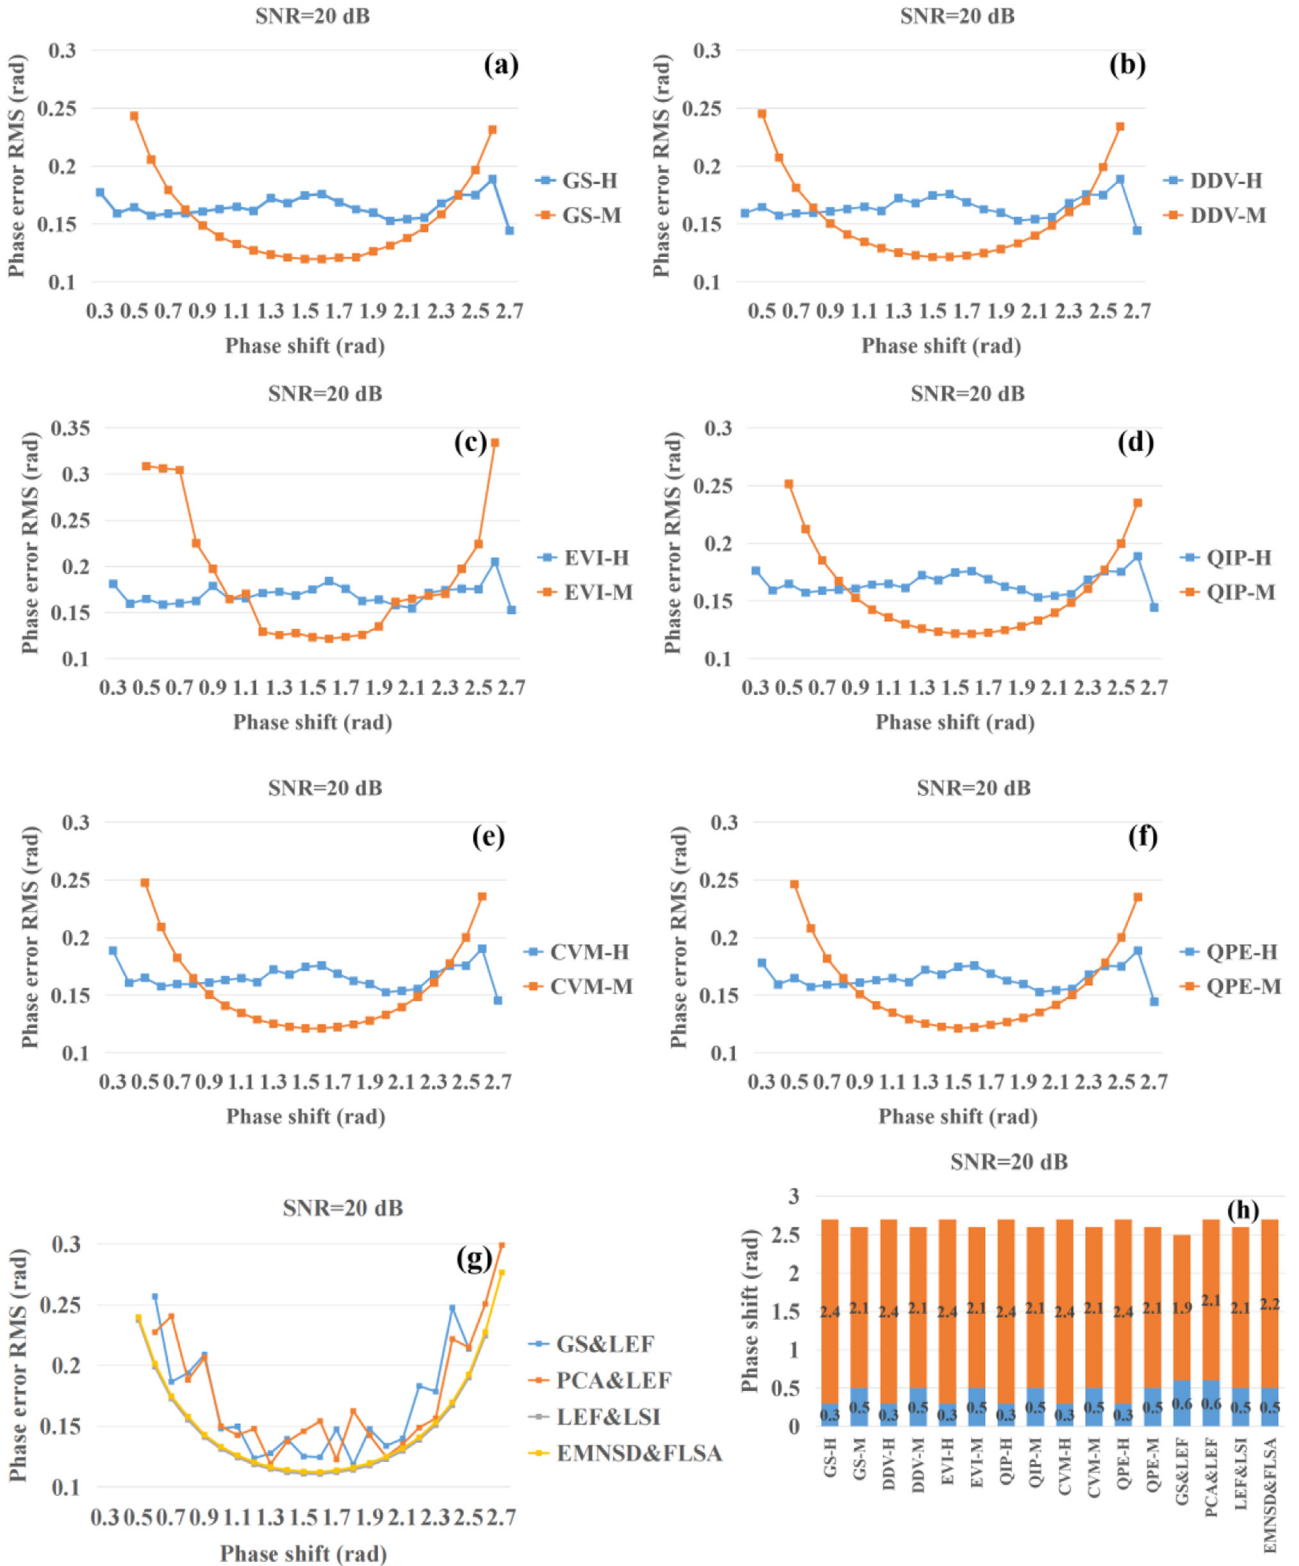 SNR=20 dB
Phase error RMS (rad)
0.3
0.25
0.2
0.15
0.1
(a)
GS-H
GS-M
0.3 0.5 0.7 0.9 1.1 1.3 1.5 1.7 1.9 2.1 2.3 2.5 2.7
Phase shift (rad)
SNR=20 dB
Phase error RMS (rad)
0.3
0.25
0.2
0.15
0.1
(b)
DDV-H
DDV-M
0.5 0.7 0.9 1.1 1.3 1.5 1.7 1.9 2.1 2.3 2.5 2.7
Phase shift (rad)
SNR=20 dB
Phase error RMS (rad)
0.35
0.3
0.25
0.2
0.15
0.1
(c)
EVI-H
EVI-M
0.3 0.5 0.7 0.9 1.1 1.3 1.5 1.7 1.9 2.1 2.3 2.5 2.7
Phase shift (rad)
SNR=20 dB
Phase error RMS (rad)
0.3
0.25
0.2
0.15
0.1
(d)
QIP-H
QIP-M
0.3 0.5 0.7 0.9 1.1 1.3 1.5 1.7 1.9 2.1 2.3 2.5 2.7
Phase shift (rad)
SNR=20 dB
Phase error RMS (rad)
0.3
0.25
0.2
0.15
0.1
(e)
CVM-H
CVM-M
0.3 0.5 0.7 0.9 1.1 1.3 1.5 1.7 1.9 2.1 2.3 2.5 2.7
Phase shift (rad)
SNR=20 dB
Phase error RMS (rad)
0.3
0.25
0.2
0.15
0.1
(f)
QPE-H
QPE-M
0.3 0.5 0.7 0.9 1.1 1.3 1.5 1.7 1.9 2.1 2.3 2.5 2.7
Phase shift (rad)
SNR=20 dB
Phase error RMS (rad)
0.3
0.25
0.2
0.15
0.1
(g)
GS&LEF
PCA&LEF
LEF&LSI
EMNSD&FLSA
0.3 0.5 0.7 0.9 1.1 1.3 1.5 1.7 1.9 2.1 2.3 2.5 2.7
Phase shift (rad)
SNR=20 dB
Phase shift (rad)
3
2.5
2
1.5
1
0.5
0
(h)
2.4 2.1 2.4 2.1 2.4 2.1 2.4 2.1 2.4 2.1 2.4 2.1 1.9 2.1 2.1 2.2
0.3 0.5 0.3 0.5 0.3 0.5 0.3 0.5 0.3 0.5 0.3 0.5 0.6 0.6 0.5 0.5
GS-H
GS-M
DDV-H
DDV-M
EVI-H
EVI-M
QIP-H
QIP-M
CVM-H
CVM-M
QPE-H
QPE-M
GS&LEF
PCA&LEF
LEF&LSI
EMNSD&FLSA